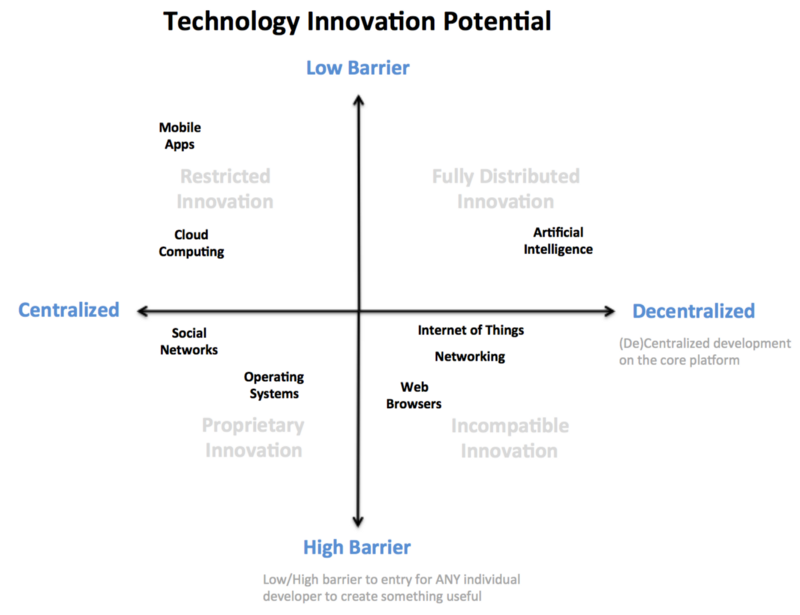 Technology Innovation Potential
Low Barrier
Mobile
Apps
Restricted
Innovation
Fully Distributed
Innovation
Cloud
Computing
Artificial
Intelligence
Centralized
Decentralized
(De)Centralized development
on the core platform
Social
Networks
Internet of Things
Networking
Operating
Systems
Web
Browsers
Proprietary
Innovation
Incompatible
Innovation
High Barrier
Low/High barrier to entry for ANY individual
developer to create something useful